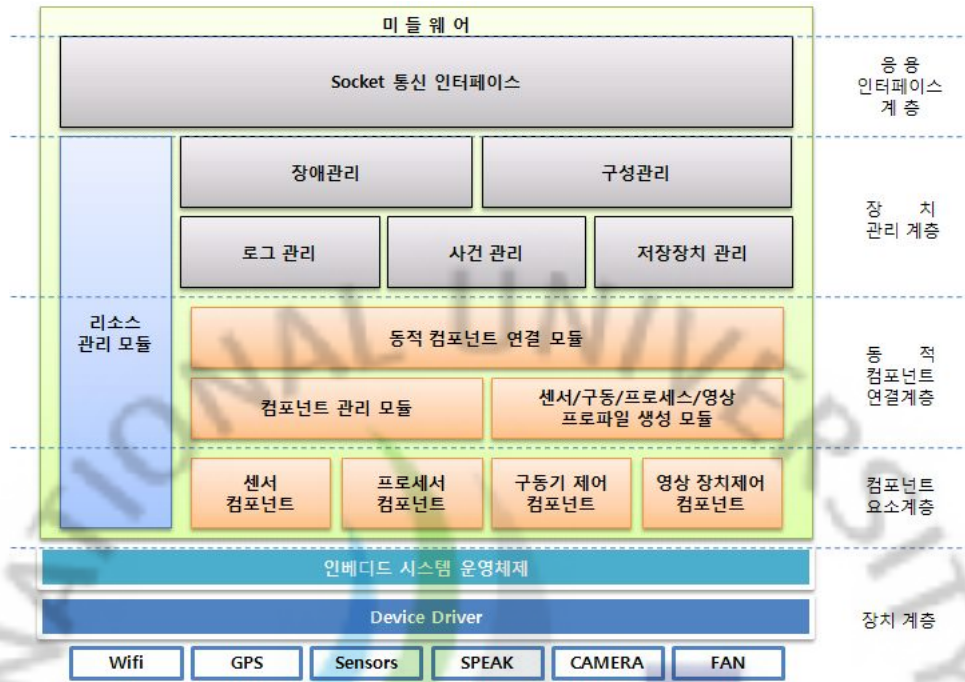 미 들 웨 어
Socket 통신 인터페이스
응 용
인터페이스
계 층
장애관리
구성관리
로그 관리
사건 관리
저장장치 관리
장 치
관리 계층
리소스
관리 모듈
동적 컴포넌트 연결 모듈
컴포넌트 관리 모듈
센서/구동/프로세스/영상
프로파일 생성 모듈
동 적
컴포넌트
연결계층
센서
컴포넌트
프로세서
컴포넌트
구동기 제어
컴포넌트
영상 장치제어
컴포넌트
컴포넌트
요소계층
인베디드 시스템 운영체제
Device Driver
장치 계층
Wifi
GPS
Sensors
SPEAK
CAMERA
FAN
NATIONAL UNIVERSITY